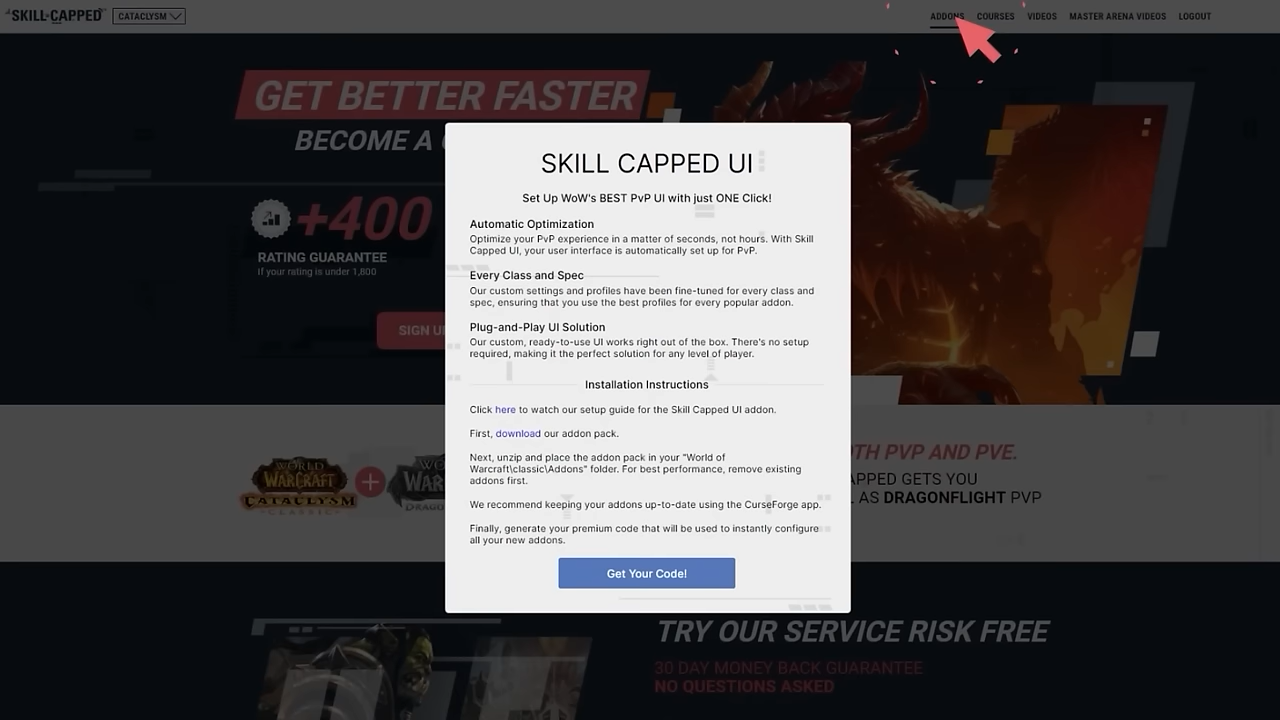 SKILL-CAPPED
CATACLYSM
ADDONS
COURSES
VIDEOS
MASTER ARENA VIDEOS
LOGOUT
GET BETTER FASTER
BECOME A
+400
RATING GUARANTEE
If your rating is under 1,800
SIGN U
SKILL CAPPED UI
Set Up WoW's BEST PvP UI with just ONE Click!
Automatic Optimization
Optimize your PvP experience in a matter of seconds, not hours. With Skill
Capped UI, your user interface is automatically set up for PvP.
Every Class and Spec
Our custom settings and profiles have been fine-tuned for every class and
spec, ensuring that you use the best profiles for every popular addon.
Plug-and-Play UI Solution
Our custom, ready-to-use UI works right out of the box. There's no setup
required, making it the perfect solution for any level of player.
Installation Instructions
Click here to watch our setup guide for the Skill Capped UI addon.
First, download our addon pack.
Next, unzip and place the addon pack in your "World of
Warcraft\classic\Addons" folder. For best performance, remove existing
addons first.
We recommend keeping your addons up-to-date using the CurseForge app.
Finally, generate your premium code that will be used to instantly configure
all your new addons.
Get Your Code!
WORLD
WARCRAFT
CATACLYSM
CLASSIC
+
WO
WAR
DRAGO
OTH PVP AND PVE.
APPED GETS YOU
AS DRAGONFLIGHT PVP
TRY OUR SERVICE RISK FREE
30 DAY MONEY BACK GUARANTEE
NO QUESTIONS ASKED